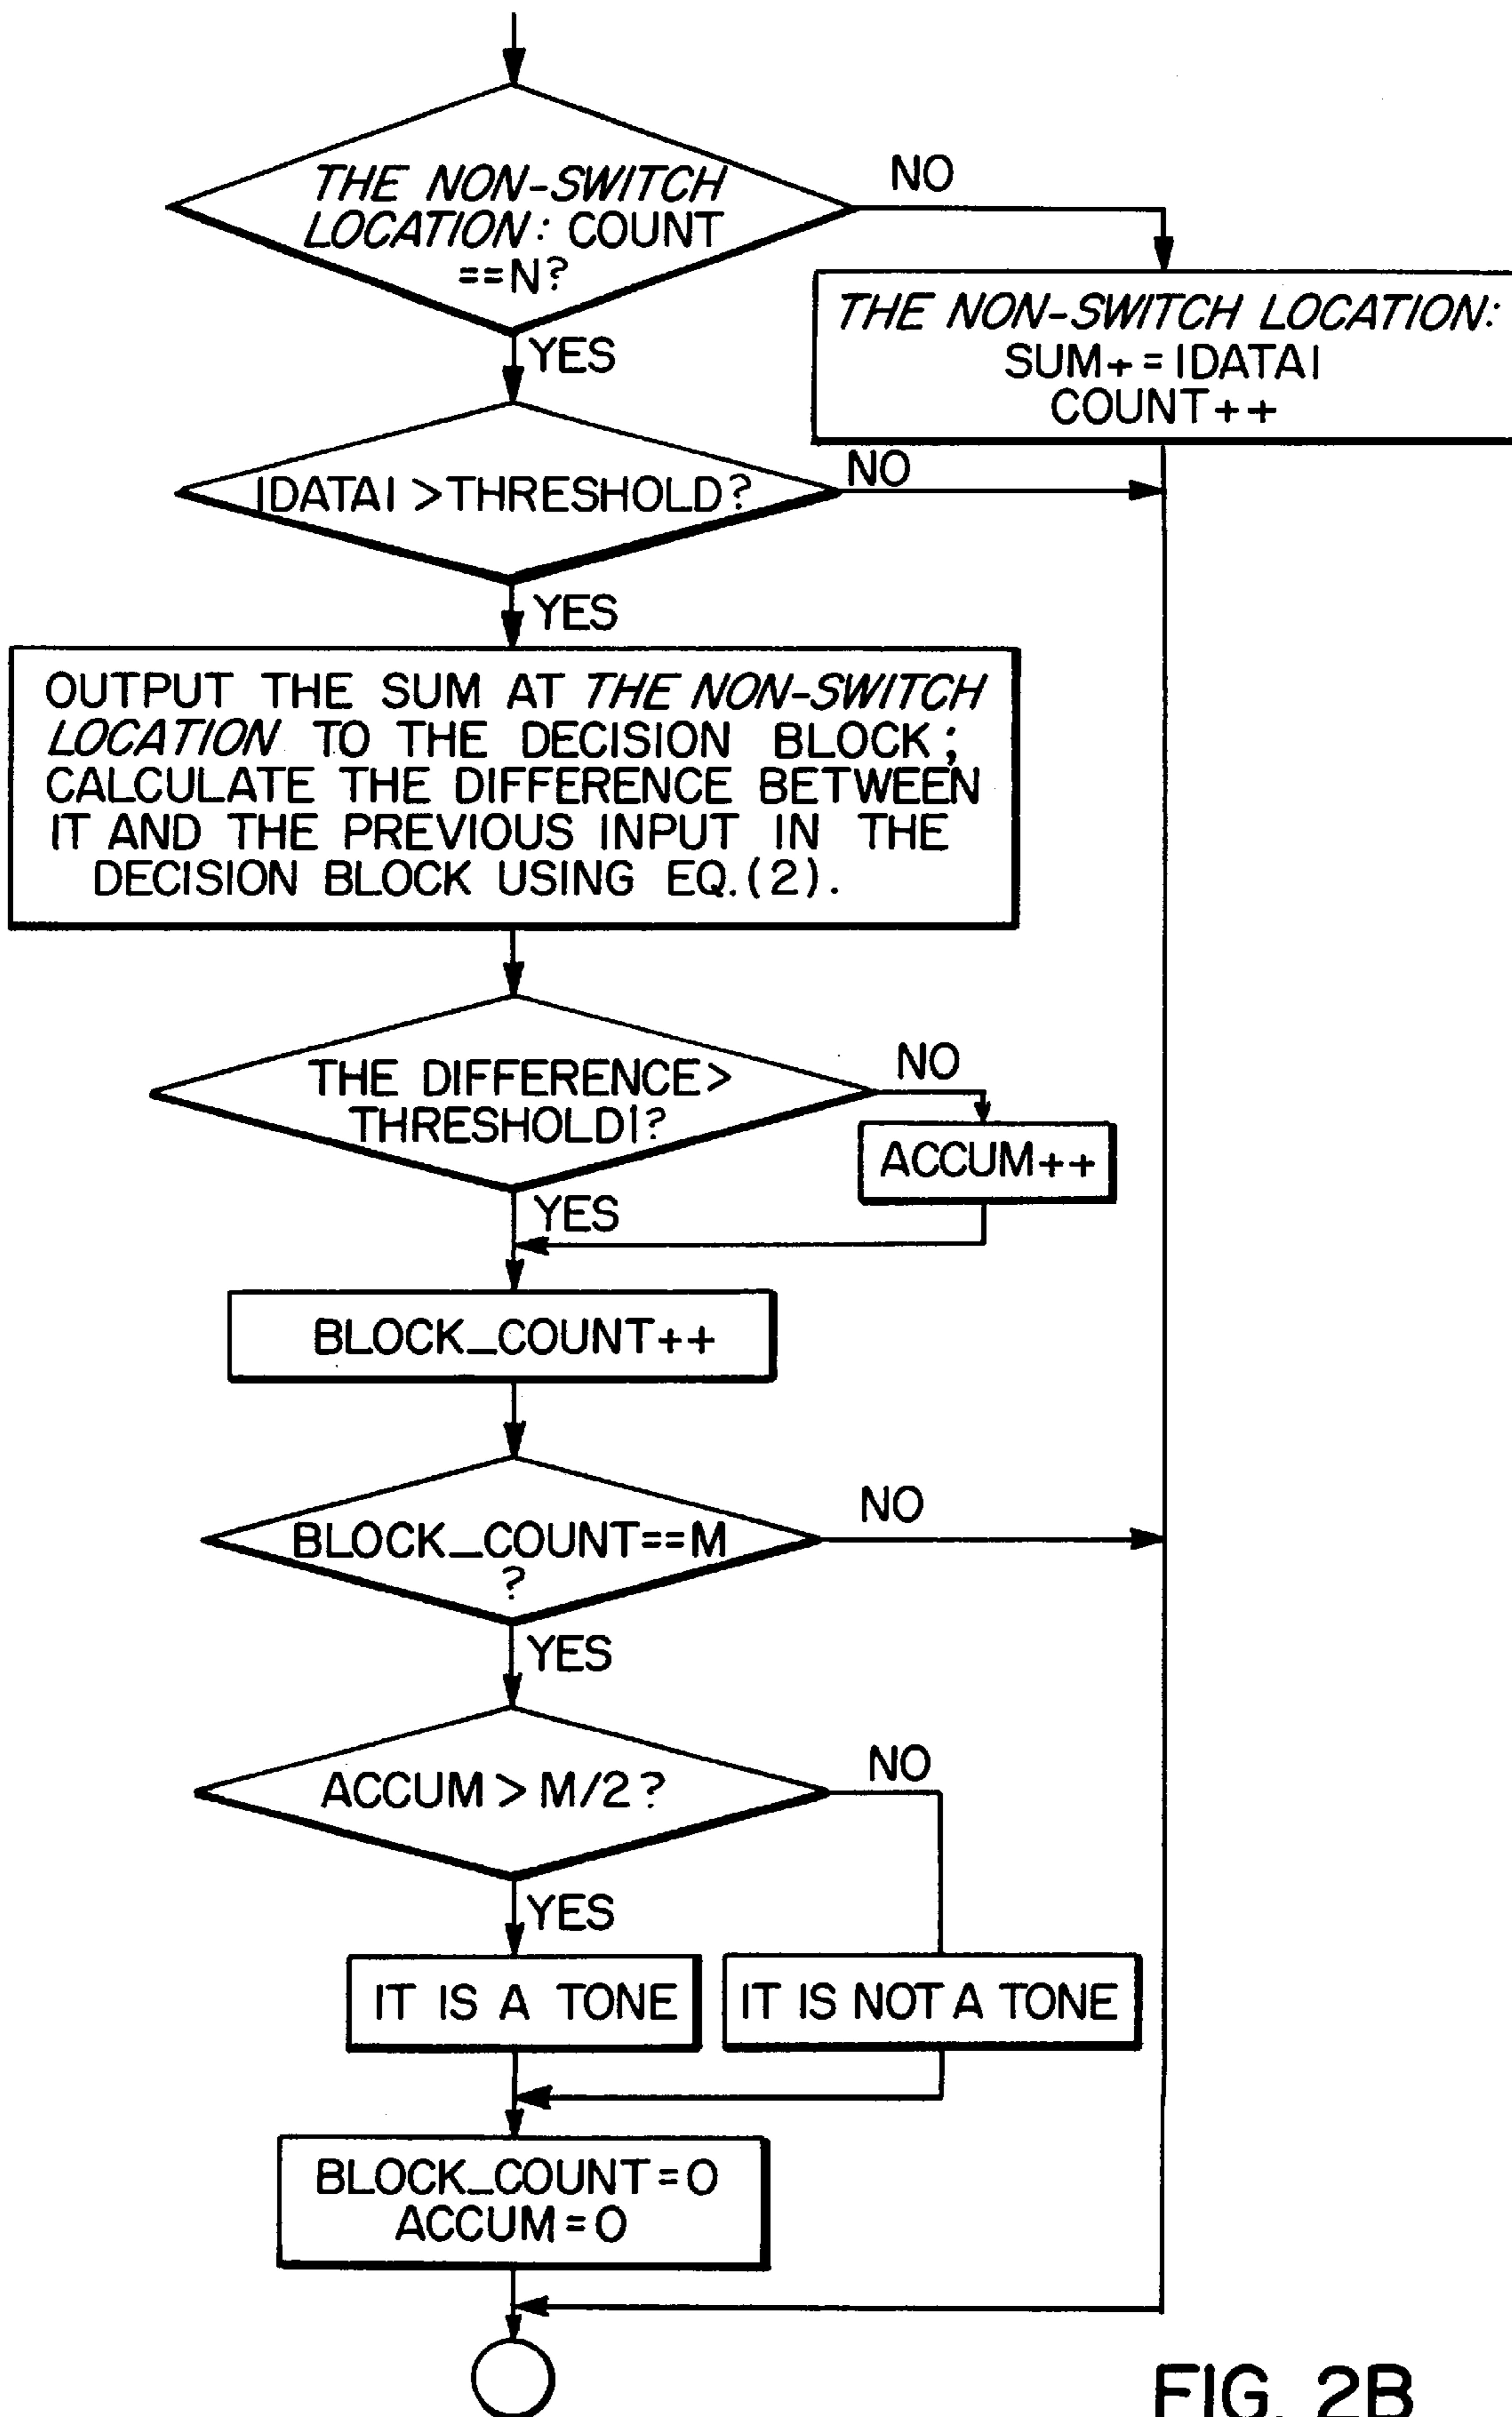 THE NON-SWITCH
LOCATION: COUNT
==N?
NO
YES
THE NON-SWITCH LOCATION:
SUM+=|DATA|
COUNT++
|DATA| >THRESHOLD?
NO
YES
OUTPUT THE SUM AT THE NON-SWITCH
LOCATION TO THE DECISION BLOCK;
CALCULATE THE DIFFERENCE BETWEEN
IT AND THE PREVIOUS INPUT IN THE
DECISION BLOCK USING EQ.(2).
THE DIFFERENCE>
THRESHOLD1?
NO
ACCUM++
YES
BLOCK_COUNT++
BLOCK_COUNT==M
?
NO
YES
ACCUM > M/2?
NO
YES
IT IS A TONE
IT IS NOT A TONE
BLOCK_COUNT=0
ACCUM=0
FIG. 2B